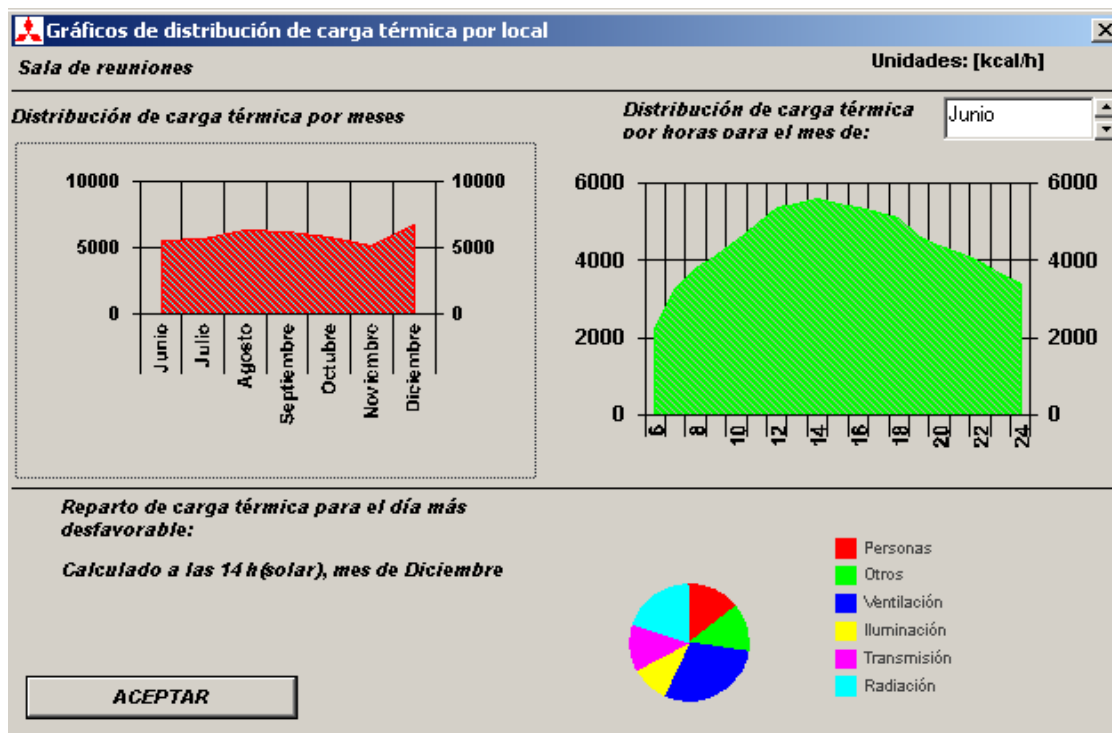 Gráficos de distribución de carga térmica por local
Sala de reuniones
Unidades: [kcal/h]
Distribución de carga térmica por meses
10000
5000
0
10000
5000
0
Junio
Julio
Agosto
Septiembre
Octubre
Noviembre
Diciembre
Distribución de carga térmica
por horas para el mes de:
Junio
6000
4000
2000
0
6000
4000
2000
0
6
8
10
12
14
16
18
20
22
24
Reparto de carga térmica para el día más
desfavorable:
Calculado a las 14 h(solar), mes de Diciembre
Personas
Otros
Ventilación
Iluminación
Transmisión
Radiación
ACEPTAR